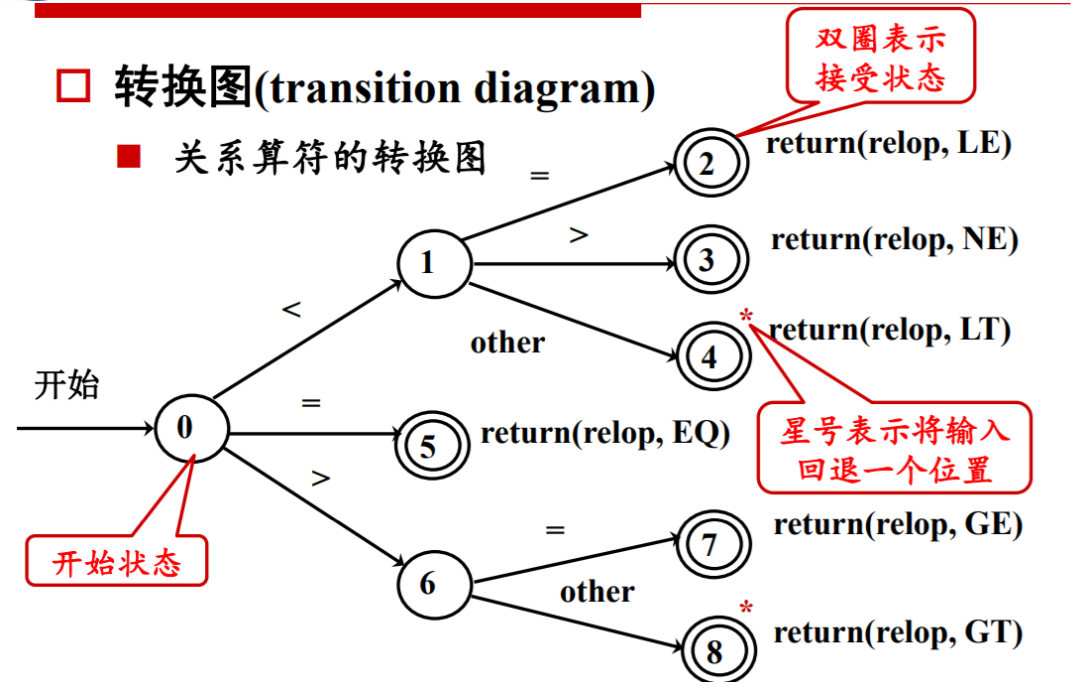 双圈表示
接受状态
转换图(transition diagram)
关系算符的转换图
=
2
return(relop, LE)
1
>
3
return(relop, NE)
<
other
4
*
return(relop, LT)
开始
0
=
5
return(relop, EQ)
星号表示将输入
回退一个位置
>
开始状态
6
=
7
return(relop, GE)
other
8
*
return(relop, GT)